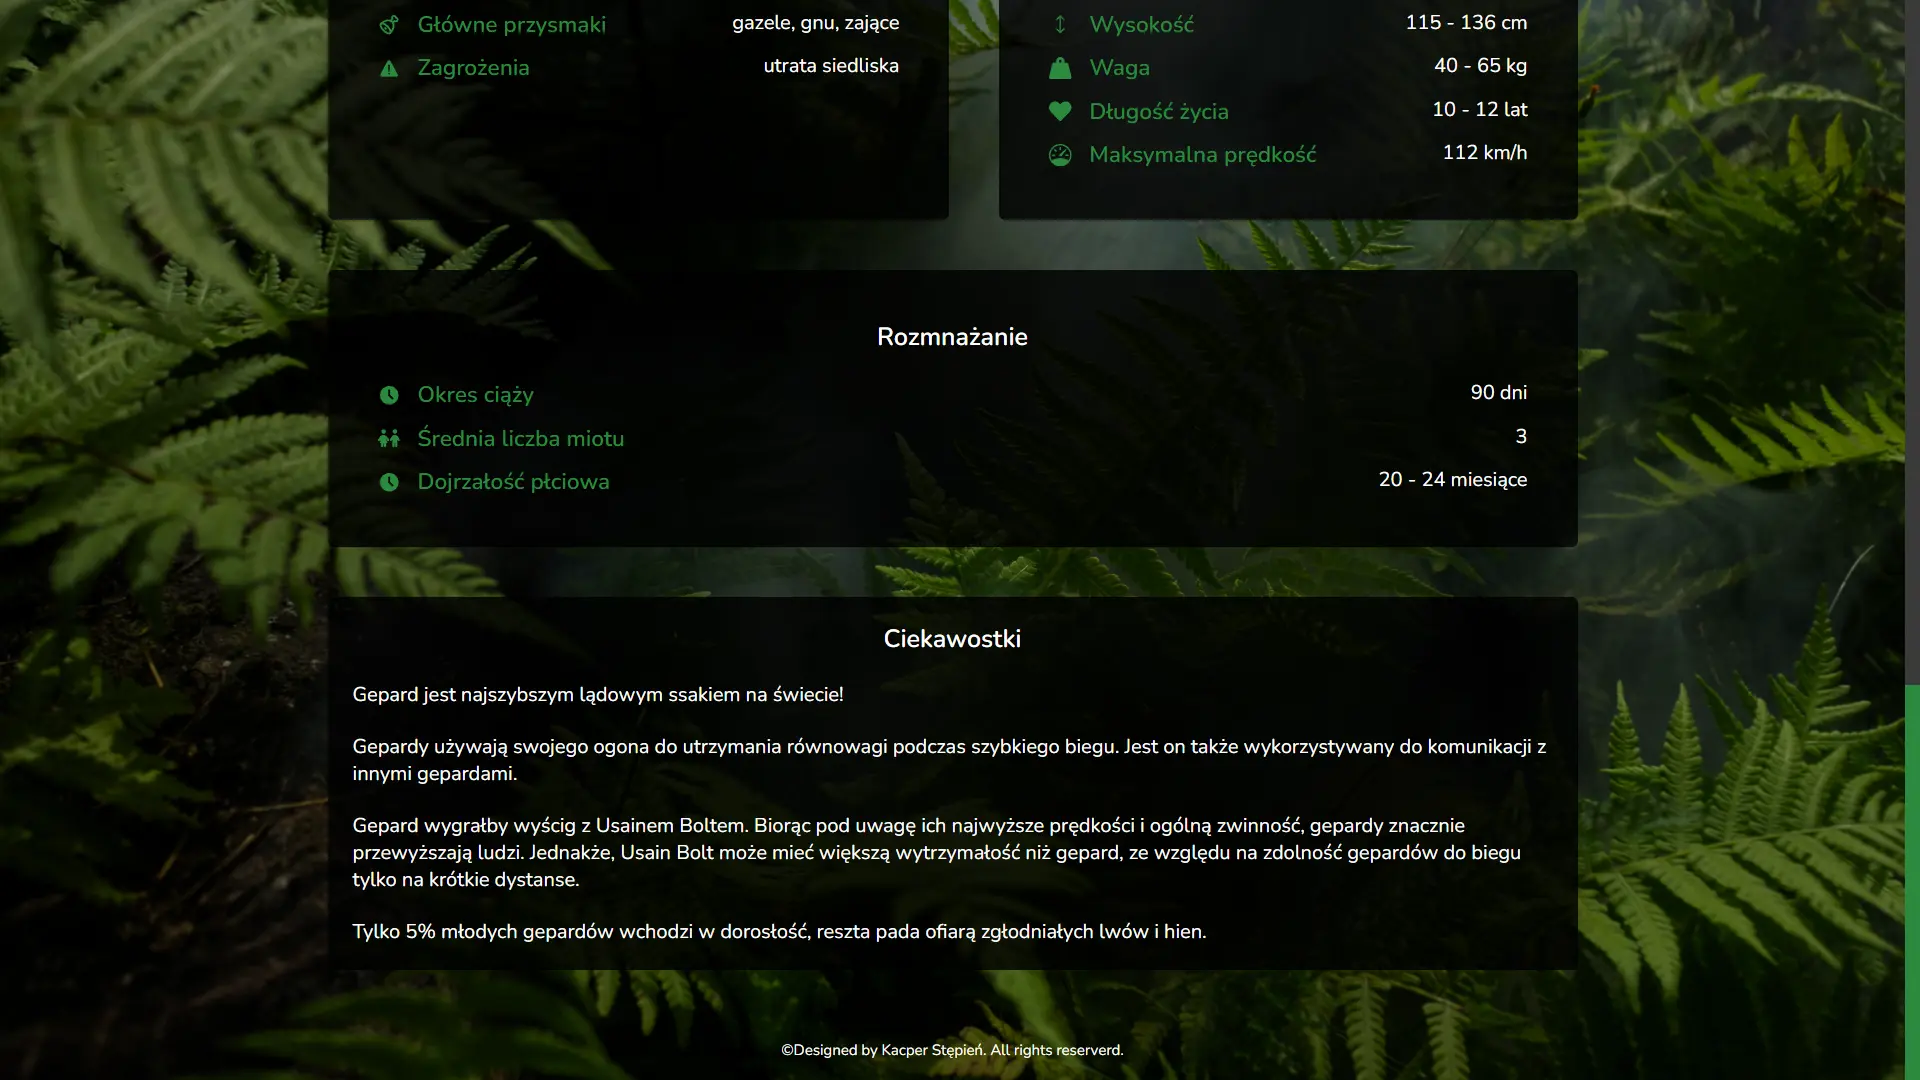 Główne przysmaki gazele, gnu, zające
Zagrożenia utrata siedliska
Wysokość 115 - 136 cm
Waga 40 - 65 kg
Długość życia 10 - 12 lat
Maksymalna prędkość 112 km/h
Rozmnażanie
Okres ciąży 90 dni
Średnia liczba miotu 3
Dojrzałość płciowa 20 - 24 miesiące
Ciekawostki
Gepard jest najszybszym lądowym ssakiem na świecie!
Gepardy używają swojego ogona do utrzymania równowagi podczas szybkiego biegu. Jest on także wykorzystywany do komunikacji z
innymi gepardami.
Gepard wygrałby wyścig z Usainem Boltem. Biorąc pod uwagę ich najwyższe prędkości i ogólną zwinność, gepardy znacznie
przewyższają ludzi. Jednakże, Usain Bolt może mieć większą wytrzymałość niż gepard, ze względu na zdolność gepardów do biegu
tylko na krótkie dystanse.
Tylko 5% młodych gepardów wchodzi w dorosłość, reszta pada ofiarą zgłodniałych lwów i hien.
©Designed by Kacper Stępień. All rights reserverd.